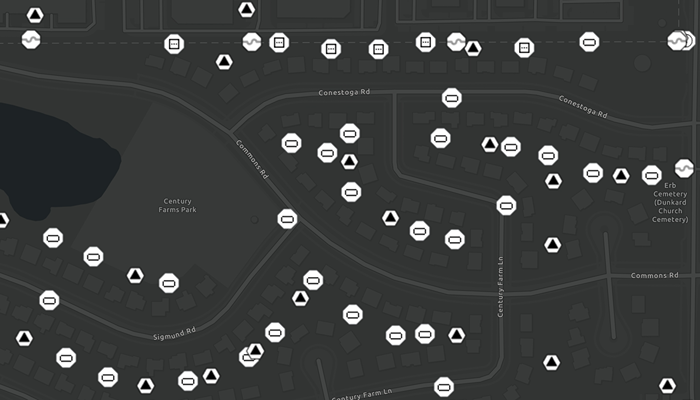 Conestoga Rd
Conestoga Rd
Commons Rd
Century
Farms Park
Erb
Cemetery
(Dunkard
Church
Cemetery)
Century Farm Ln
Commons Rd
Sigmund Rd
Century Farm Ln